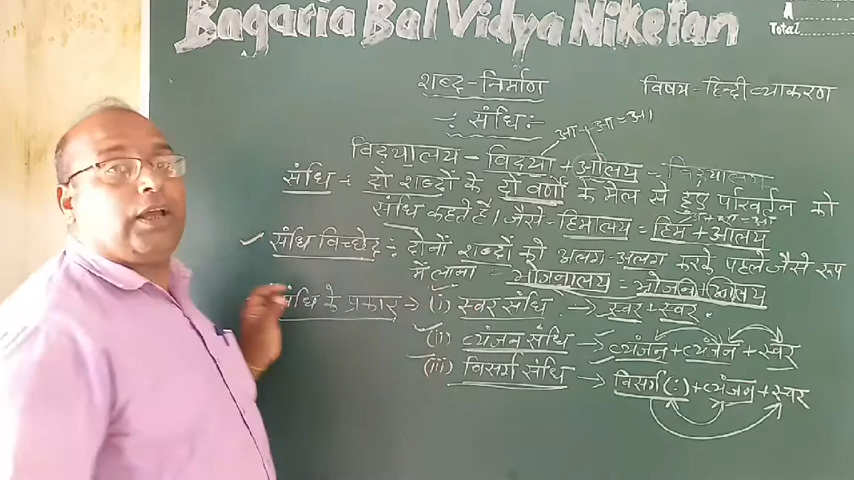 Bagaria Bal Vidya Niketan
Total
शब्द-निर्माण
विषय - हिन्दी व्याकरण
-: संधि:-
आ + आ = आ
विद्यालय - विद्या + आलय - विद्यालय
संधि : दो शब्दों के दो वर्णों के मेल से हुए परिवर्तन को
संधि कहते हैं। जैसे- हिमालय = हिम + आलय
संधि विच्छेद : दोनों शब्दों को अलग-अलग करके पहले जैसे रूप
में लाना = भोजनालय = भोजन + आलय
संधि के प्रकार → (i) स्वर संधि → स्वर + स्वर.
(ii) व्यंजन संधि → व्यंजन + व्यंजन + स्वर
(iii) विसर्ग संधि → विसर्ग (:) + व्यंजन + स्वर